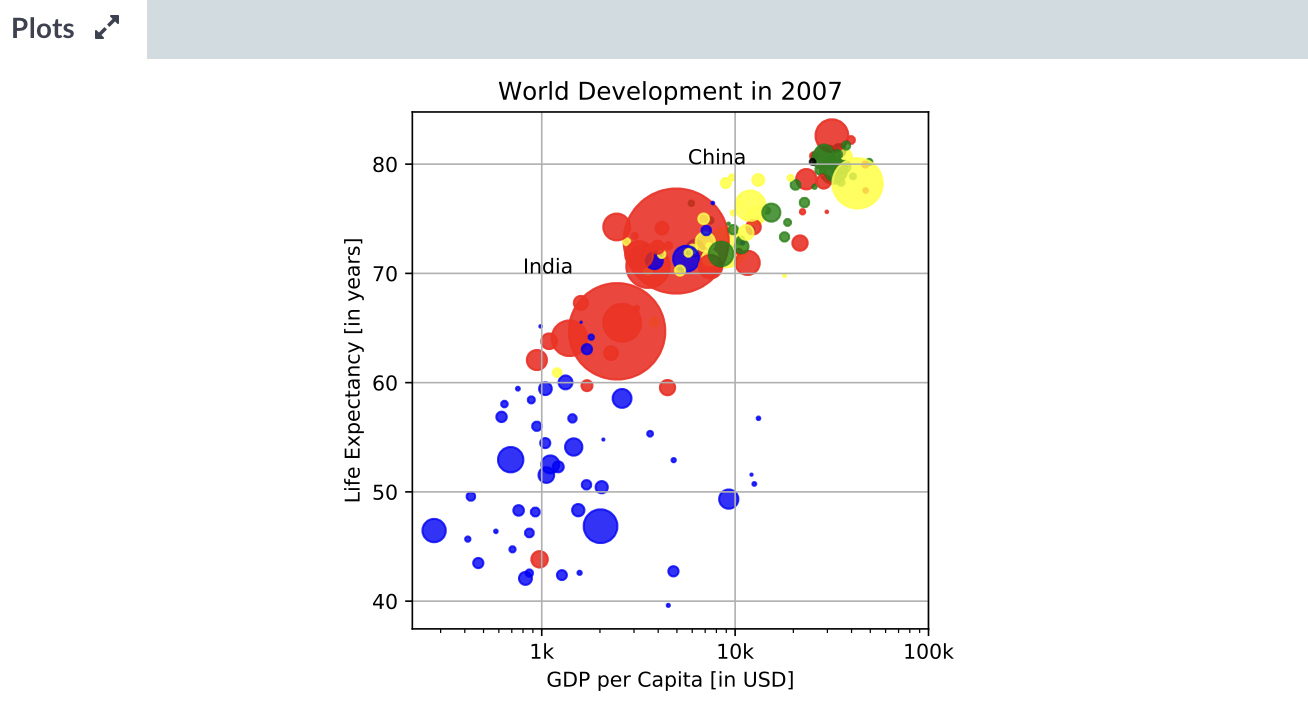 Plots
World Development in 2007
China
India
Life Expectancy [in years]
80
70
60
50
40
1k 10k 100k
GDP per Capita [in USD]